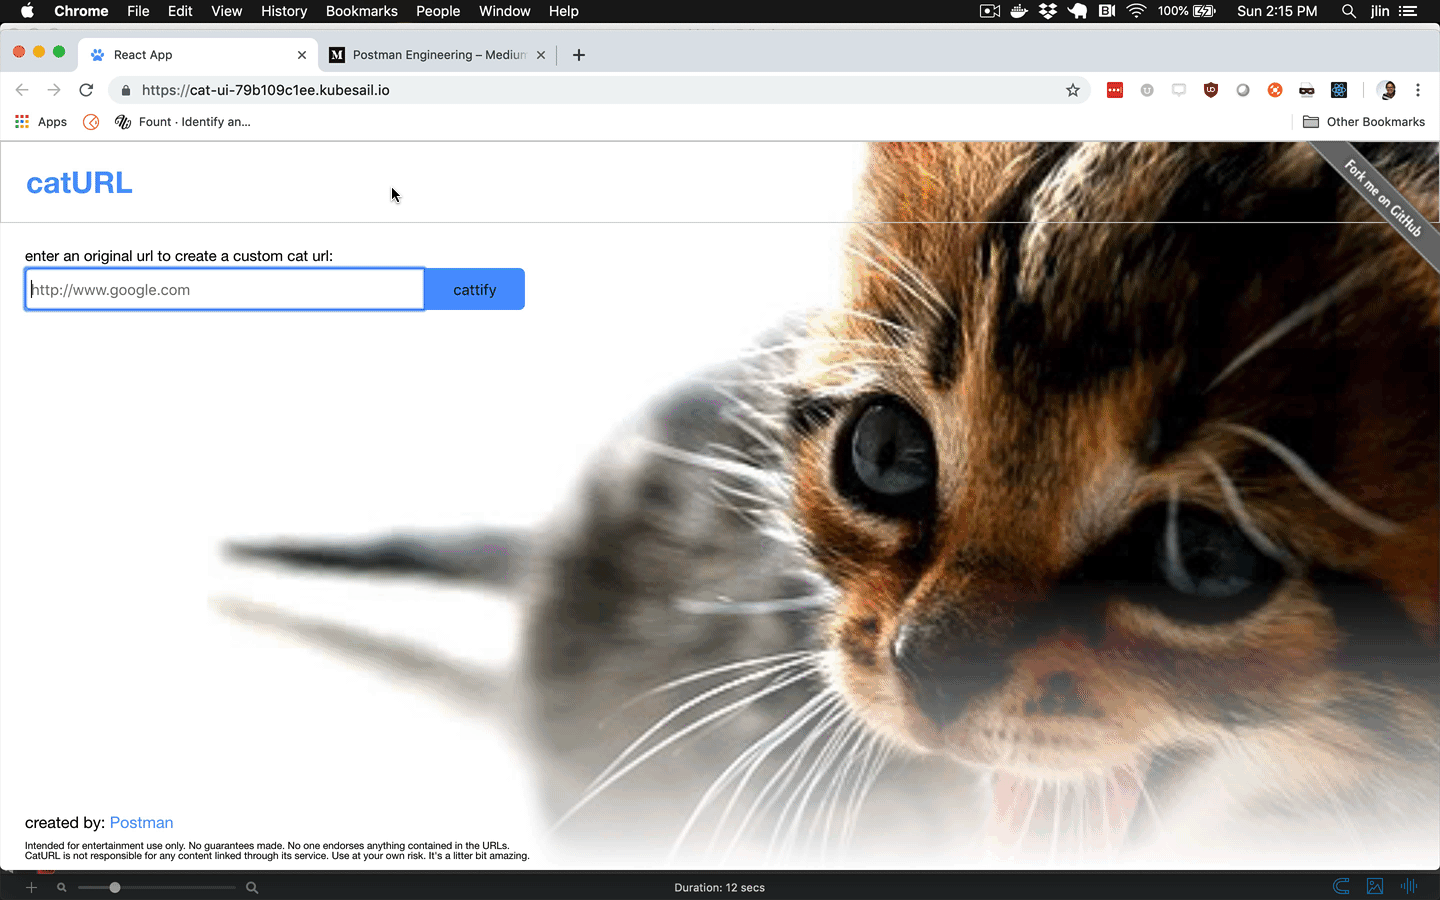 Chrome File Edit View History Bookmarks People Window Help 100% Sun 2:15 PM jlin
React App
Postman Engineering – Medium
https://cat-ui-79b109c1ee.kubesail.io
Apps Fount · Identify an... Other Bookmarks
catURL
Fork me on GitHub
enter an original url to create a custom cat url:
http://www.google.com cattify
created by: Postman
Intended for entertainment use only. No guarantees made. No one endorses anything contained in the URLs.
CatURL is not responsible for any content linked through its service. Use at your own risk. It's a litter bit amazing.
Duration: 12 secs